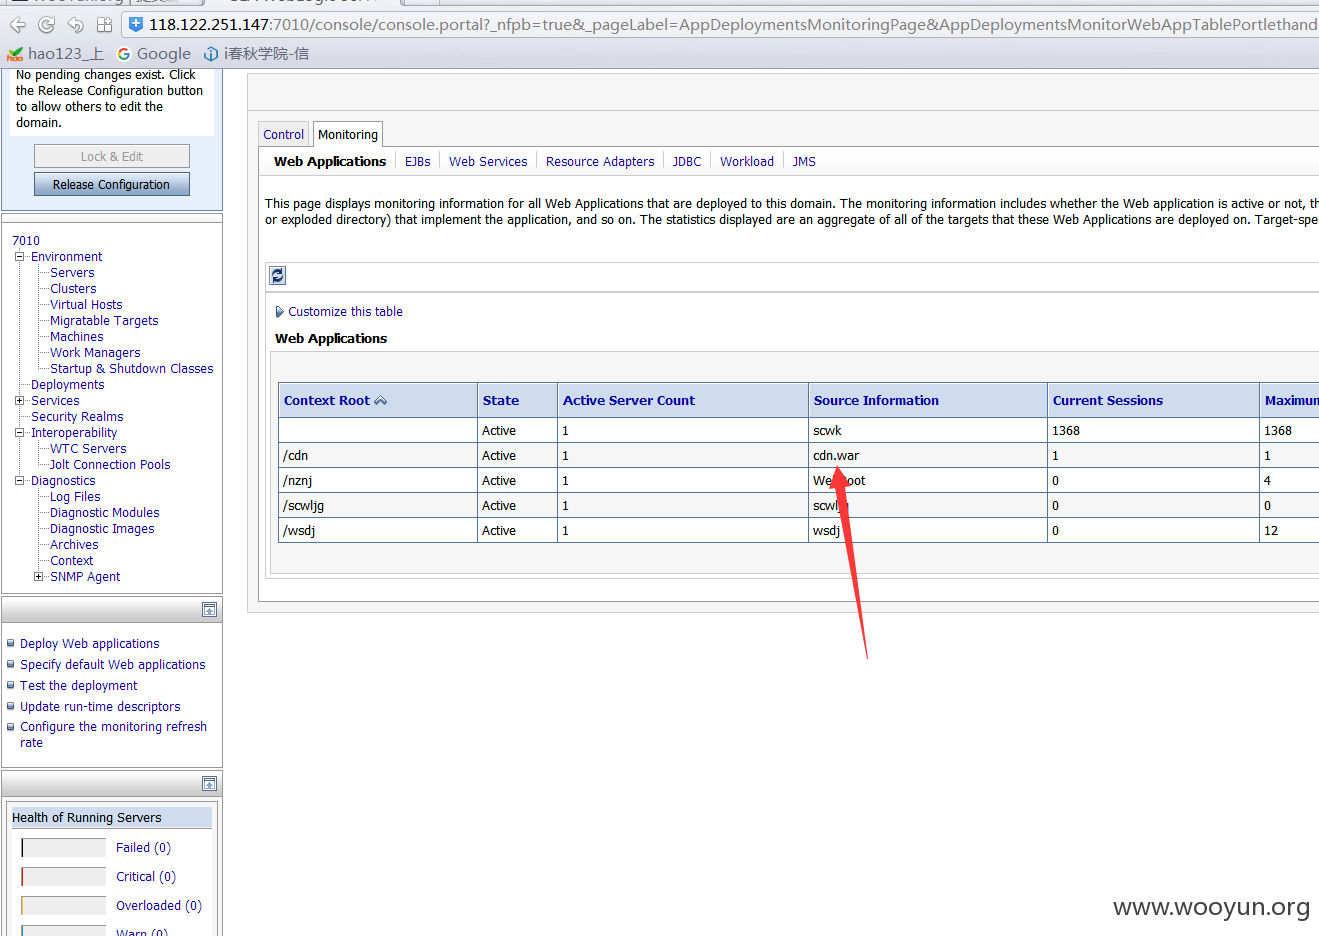 118.122.251.147:7010/console/console.portal?_nfpb=true&_pageLabel=AppDeploymentsMonitoringPage&AppDeploymentsMonitorWebAppTablePortlethand
hao123_上 Google i春秋学院-信
No pending changes exist. Click
the Release Configuration button
to allow others to edit the
domain.
Lock & Edit
Release Configuration
7010
Environment
Servers
Clusters
Virtual Hosts
Migratable Targets
Machines
Work Managers
Startup & Shutdown Classes
Deployments
Services
Security Realms
Interoperability
WTC Servers
Jolt Connection Pools
Diagnostics
Log Files
Diagnostic Modules
Diagnostic Images
Archives
Context
SNMP Agent
Deploy Web applications
Specify default Web applications
Test the deployment
Update run-time descriptors
Configure the monitoring refresh
rate
Health of Running Servers
Failed (0)
Critical (0)
Overloaded (0)
Warn (0)
Control Monitoring
Web Applications EJBs Web Services Resource Adapters JDBC Workload JMS
This page displays monitoring information for all Web Applications that are deployed to this domain. The monitoring information includes whether the Web application is active or not, th
or exploded directory) that implement the application, and so on. The statistics displayed are an aggregate of all of the targets that these Web Applications are deployed on. Target-spe
Customize this table
Web Applications
Context Root State Active Server Count Source Information Current Sessions Maximum
Active 1 scwk 1368 1368
/cdn Active 1 cdn.war 1 1
/nznj Active 1 0 4
/scwljg Active 1 0 0
/wsdj Active 1 wsdj 0 12
www.wooyun.org